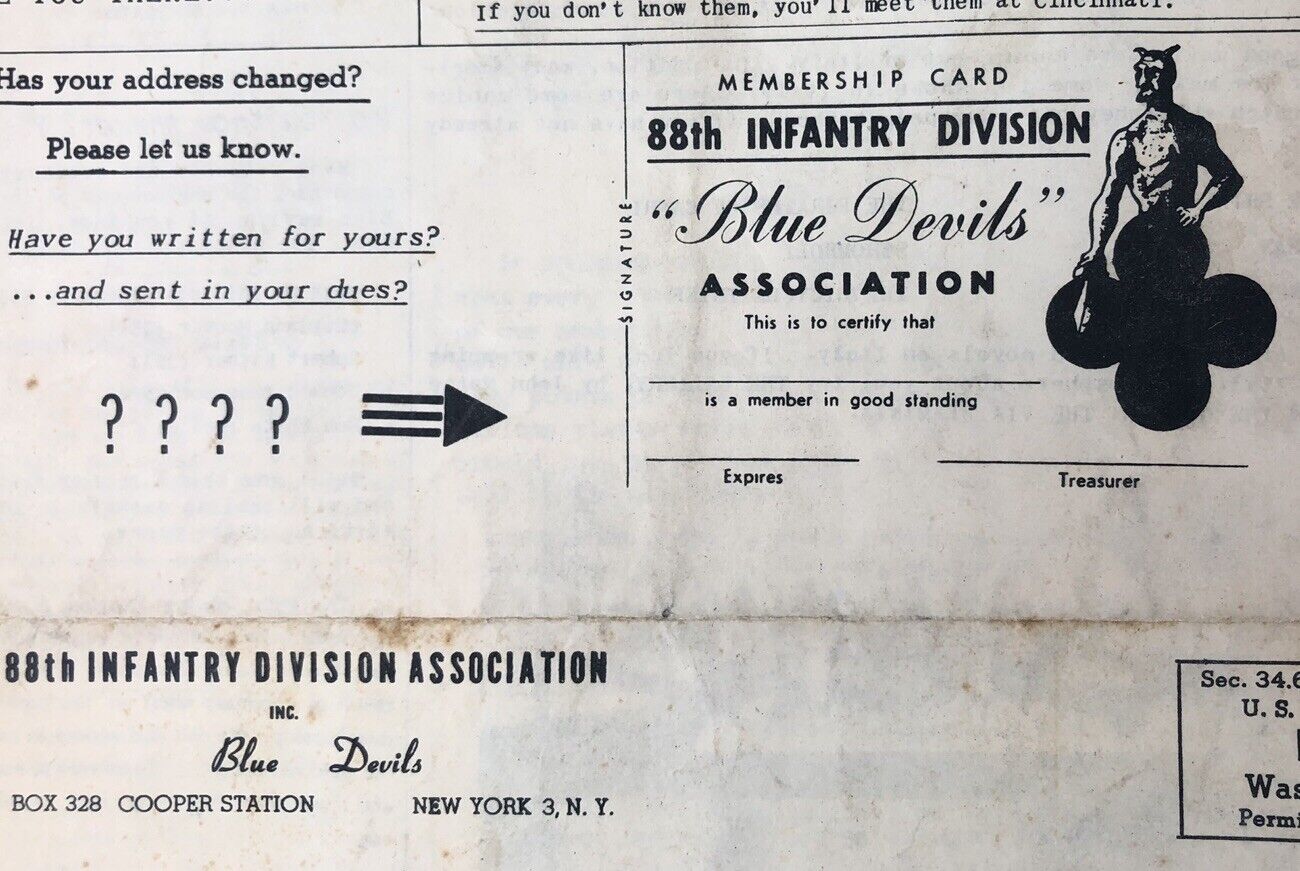 If you don't know them, you'll meet them at Cincinnati.
Has your address changed?
Please let us know.
Have you written for yours?
...and sent in your dues?
? ? ? ?
MEMBERSHIP CARD
88th INFANTRY DIVISION
"Blue Devils"
ASSOCIATION
This is to certify that
is a member in good standing
Expires
Treasurer
SIGNATURE
88th INFANTRY DIVISION ASSOCIATION
INC.
Blue Devils
BOX 328 COOPER STATION NEW YORK 3, N. Y.
Sec. 34.6
U. S.
Was
Permi